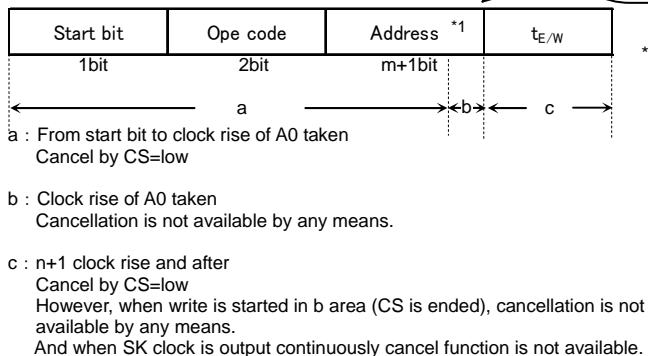 Start bit Ope code Address *1 tE/W
*
1bit 2bit m+1bit
a b c
a：From start bit to clock rise of A0 taken
Cancel by CS=low
b：Clock rise of A0 taken
Cancellation is not available by any means.
c：n+1 clock rise and after
Cancel by CS=low
However, when write is started in b area (CS is ended), cancellation is not
available by any means.
And when SK clock is output continuously cancel function is not available.